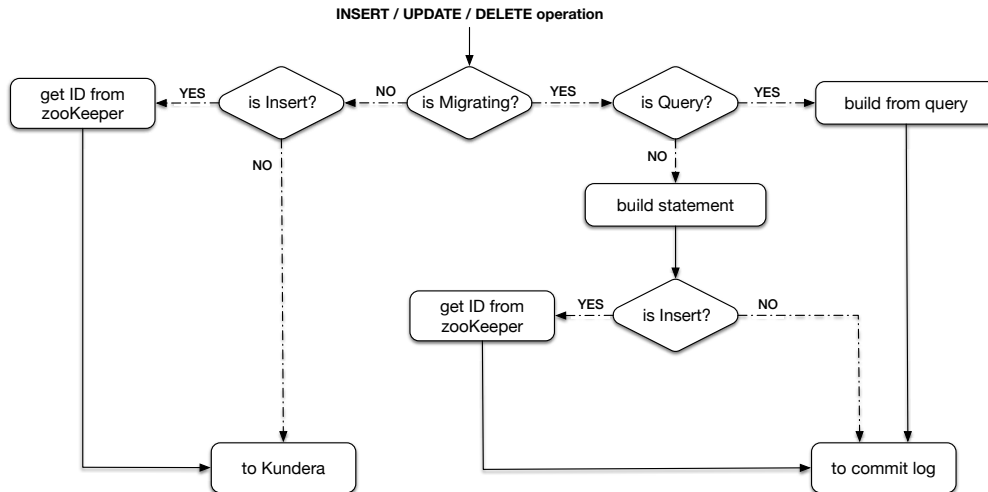 INSERT / UPDATE / DELETE operation
get ID from
zooKeeper
YES
is Insert?
NO
is Migrating?
YES
is Query?
YES
build from query
NO
NO
build statement
get ID from
zooKeeper
YES
is Insert?
NO
to Kundera
to commit log